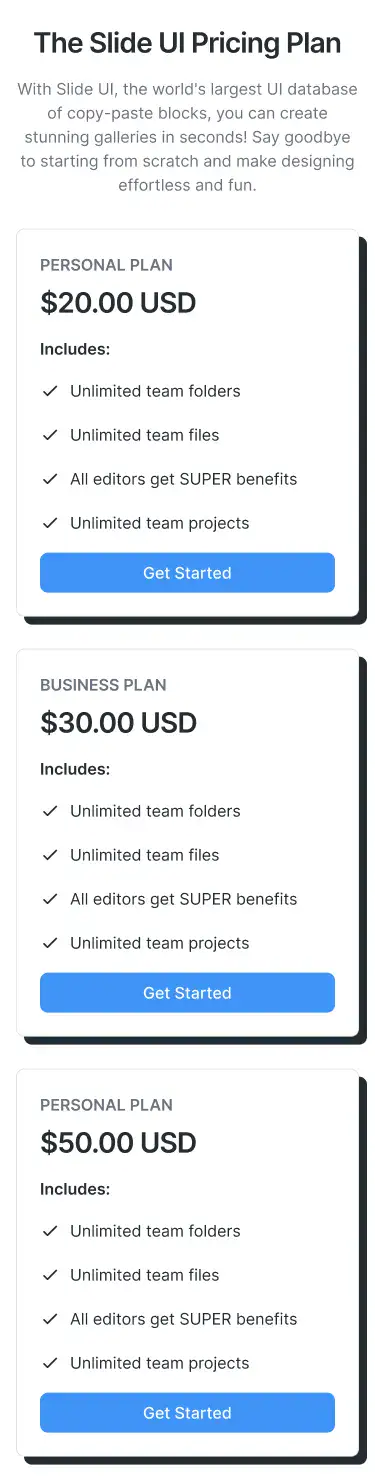 The Slide UI Pricing Plan
With Slide UI, the world's largest UI database
of copy-paste blocks, you can create
stunning galleries in seconds! Say goodbye
to starting from scratch and make designing
effortless and fun.
PERSONAL PLAN
$20.00 USD
Includes:
Unlimited team folders
Unlimited team files
All editors get SUPER benefits
Unlimited team projects
Get Started
BUSINESS PLAN
$30.00 USD
Includes:
Unlimited team folders
Unlimited team files
All editors get SUPER benefits
Unlimited team projects
Get Started
PERSONAL PLAN
$50.00 USD
Includes:
Unlimited team folders
Unlimited team files
All editors get SUPER benefits
Unlimited team projects
Get Started